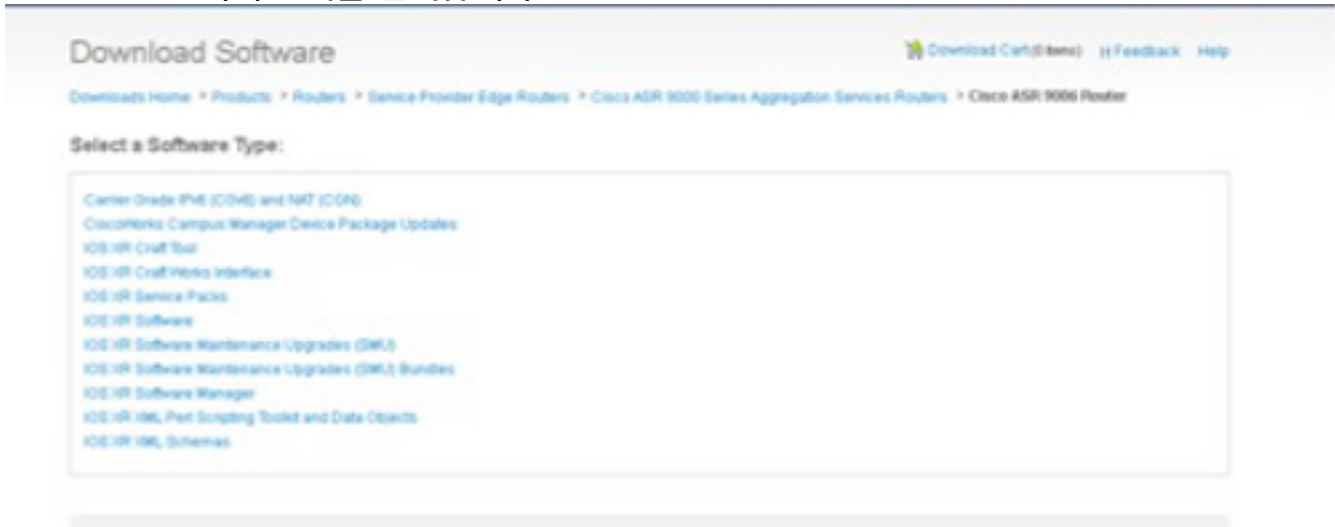 Download Software
Download Cart (0 items) Feedback Help
Downloads Home > Products > Routers > Service Provider Edge Routers > Cisco ASR 9000 Series Aggregation Services Routers > Cisco ASR 9006 Router
Select a Software Type:
Carrier Grade IPv6 (CGv6) and NAT (CGN)
CiscoWorks Campus Manager Device Package Updates
IOS XR Craft Tool
IOS XR Craft Works Interface
IOS XR Service Packs
IOS XR Software
IOS XR Software Maintenance Upgrades (SMU)
IOS XR Software Maintenance Upgrades (SMU) Bundles
IOS XR Software Manager
IOS XR XML Perl Scripting Toolkit and Data Objects
IOS XR XML Schemas